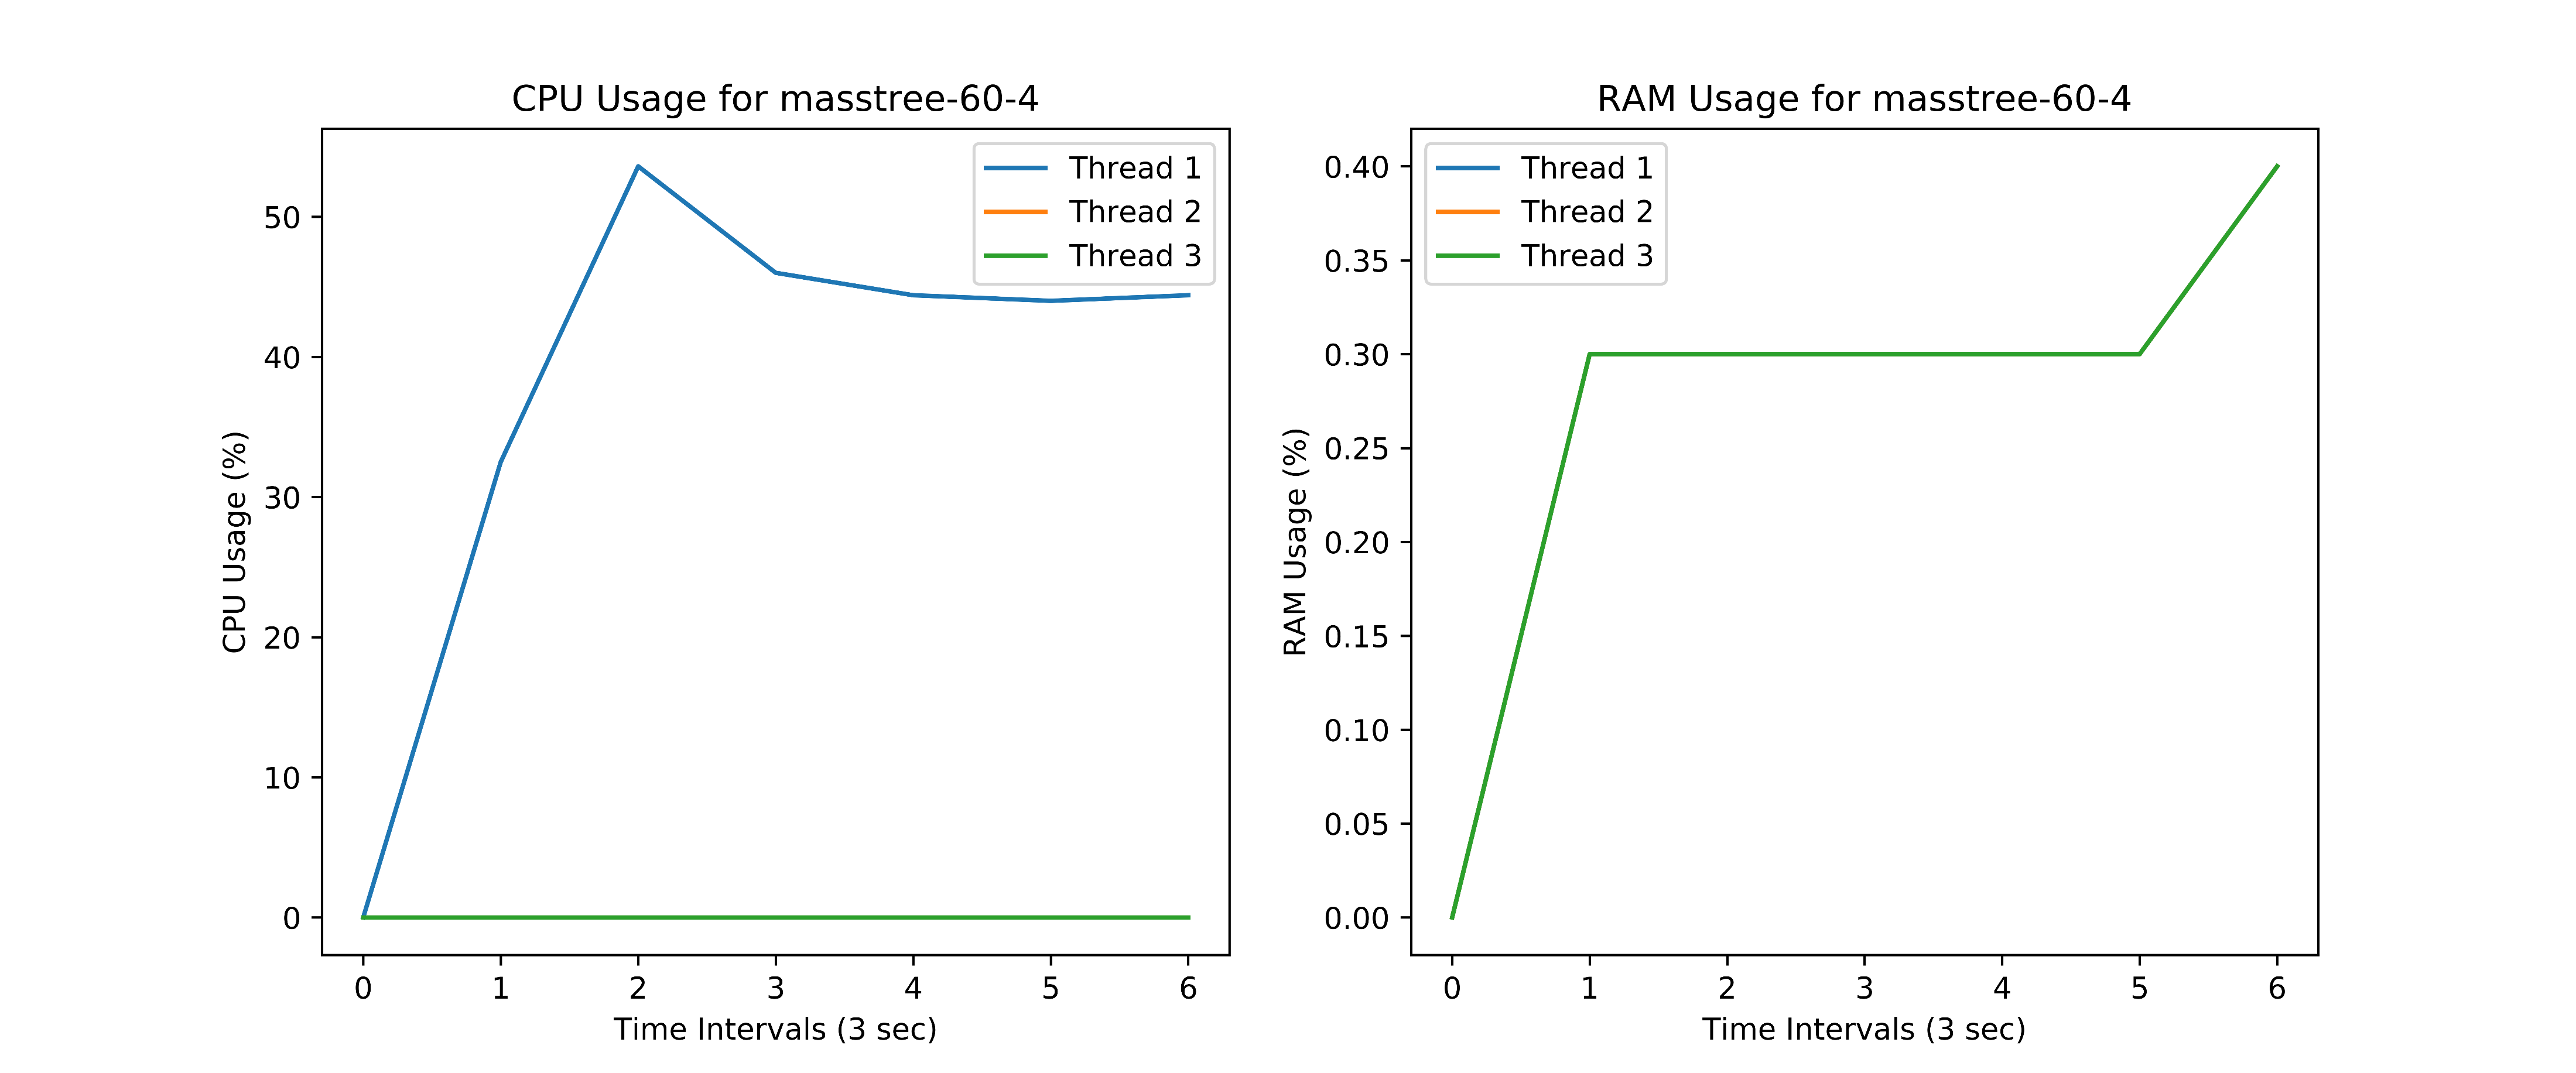 CPU Usage for masstree-60-4
Thread 1
Thread 2
Thread 3
50
40
30
20
10
0
CPU Usage (%)
0 1 2 3 4 5 6
Time Intervals (3 sec)
RAM Usage for masstree-60-4
Thread 1
Thread 2
Thread 3
0.40
0.35
0.30
0.25
0.20
0.15
0.10
0.05
0.00
RAM Usage (%)
0 1 2 3 4 5 6
Time Intervals (3 sec)